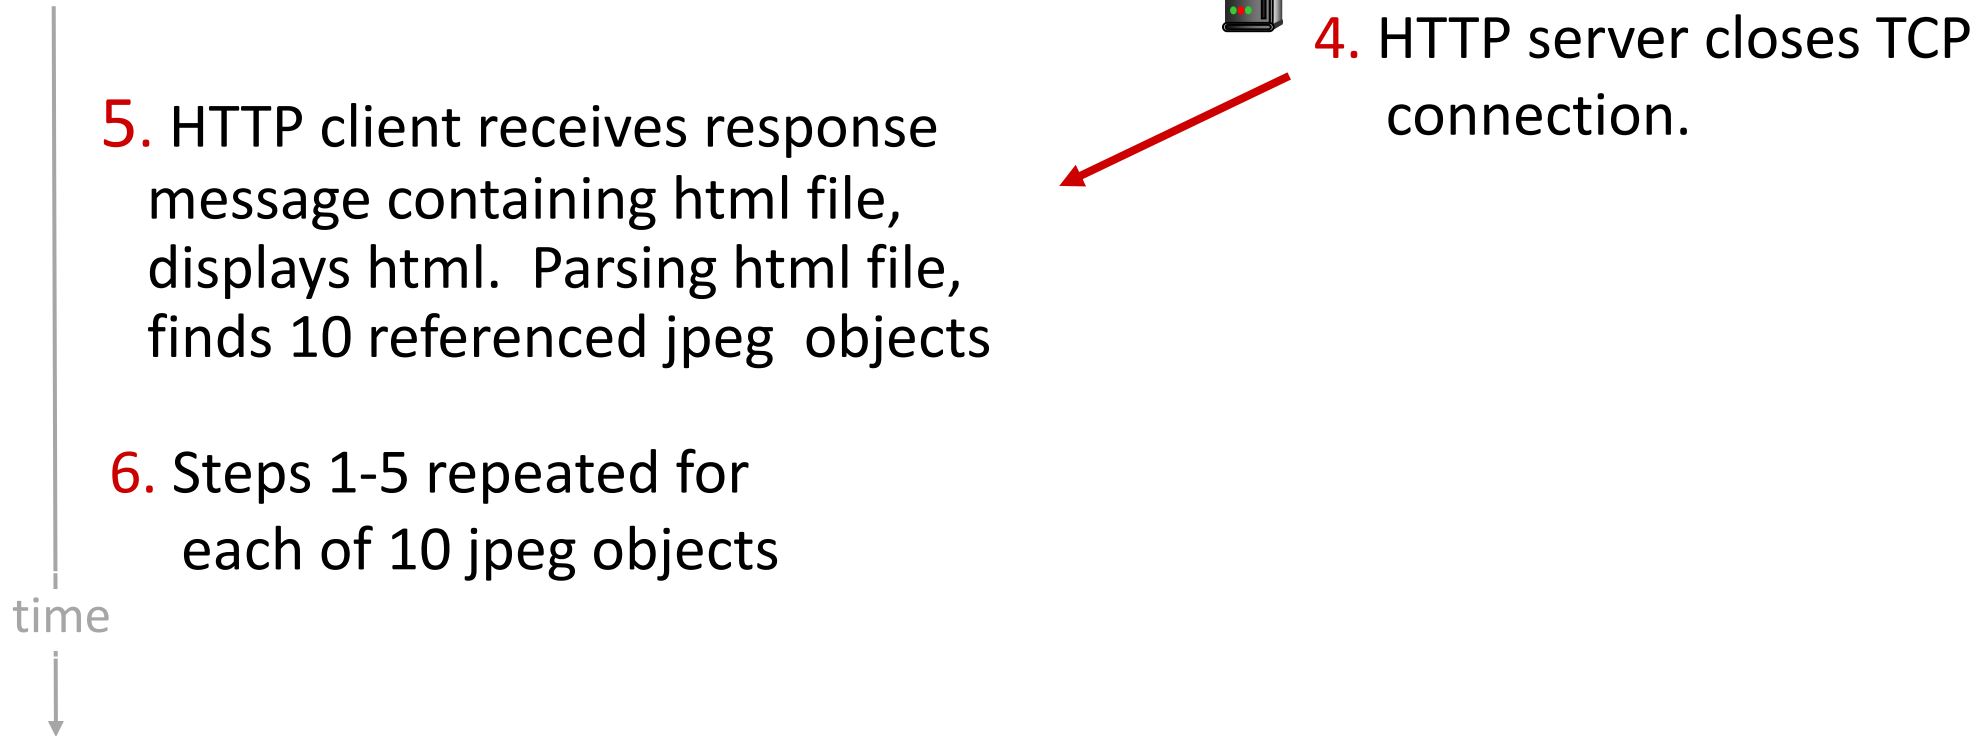 4. HTTP server closes TCP
connection.
5. HTTP client receives response
message containing html file,
displays html.  Parsing html file,
finds 10 referenced jpeg  objects
6. Steps 1-5 repeated for
each of 10 jpeg objects
time